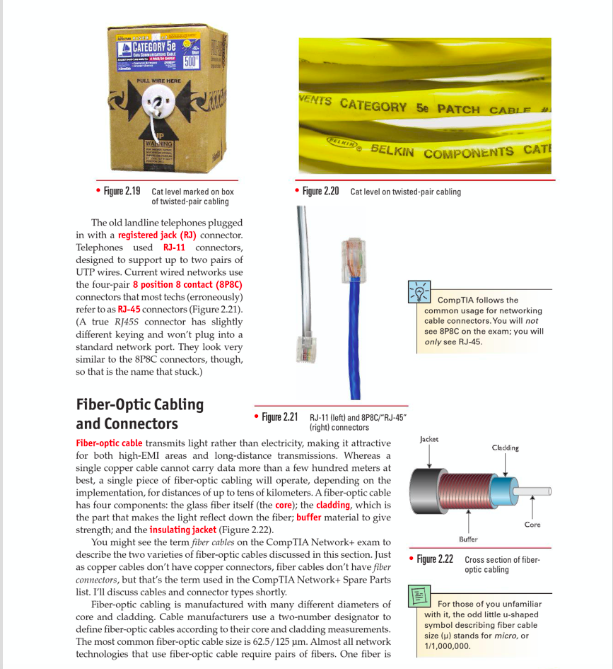 CATEGORY 5e
500'
PULL WIRE HERE
UP
WARNING
VENTS CATEGORY 5e PATCH CABLE
BELKIN
BELKIN COMPONENTS CATE
• Figure 2.19 Cat level marked on box
of twisted-pair cabling
• Figure 2.20 Cat level on twisted-pair cabling
The old landline telephones plugged
in with a registered jack (RJ) connector.
Telephones used RJ-11 connectors,
designed to support up to two pairs of
UTP wires. Current wired networks use
the four-pair 8 position 8 contact (8P8C)
connectors that most techs (erroneously)
refer to as RJ-45 connectors (Figure 2.21).
(A true RJ45S connector has slightly
different keying and won't plug into a
standard network port. They look very
similar to the 8P8C connectors, though,
so that is the name that stuck.)
CompTIA follows the
common usage for networking
cable connectors. You will not
see 8P8C on the exam; you will
only see RJ-45.
• Figure 2.21 RJ-11 (left) and 8P8C/"RJ-45"
(right) connectors
Fiber-Optic Cabling
and Connectors
Fiber-optic cable transmits light rather than electricity, making it attractive
for both high-EMI areas and long-distance transmissions. Whereas a
single copper cable cannot carry data more than a few hundred meters at
best, a single piece of fiber-optic cabling will operate, depending on the
implementation, for distances of up to tens of kilometers. A fiber-optic cable
has four components: the glass fiber itself (the core); the cladding, which is
the part that makes the light reflect down the fiber; buffer material to give
strength; and the insulating jacket (Figure 2.22).
You might see the term fiber cables on the CompTIA Network+ exam to
describe the two varieties of fiber-optic cables discussed in this section. Just
as copper cables don't have copper connectors, fiber cables don't have fiber
connectors, but that's the term used in the CompTIA Network+ Spare Parts
list. I'll discuss cables and connector types shortly.
Fiber-optic cabling is manufactured with many different diameters of
core and cladding. Cable manufacturers use a two-number designator to
define fiber-optic cables according to their core and cladding measurements.
The most common fiber-optic cable size is 62.5/125 µm. Almost all network
technologies that use fiber-optic cable require pairs of fibers. One fiber is
Jacket
Cladding
Core
Buffer
• Figure 2.22 Cross section of fiber-
optic cabling
For those of you unfamiliar
with it, the odd little u-shaped
symbol describing fiber cable
size (µ) stands for micro, or
1/1,000,000.